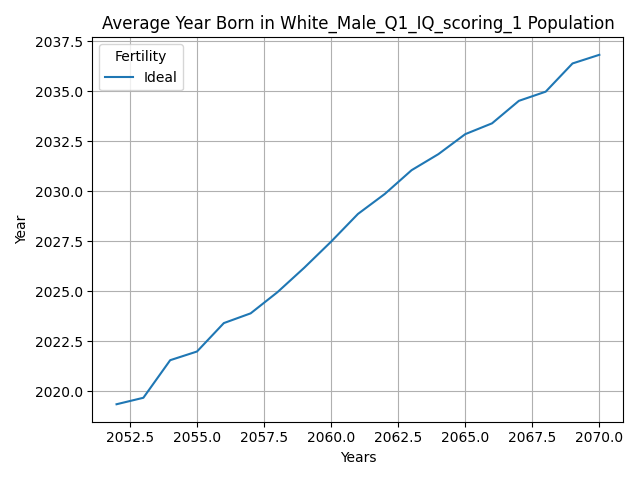 Average Year Born in White_Male_Q1_IQ_scoring_1 Population
2037.5
2035.0
2032.5
2030.0
2027.5
2025.0
2022.5
2020.0
Year
Fertility
Ideal
2052.5 2055.0 2057.5 2060.0 2062.5 2065.0 2067.5 2070.0
Years